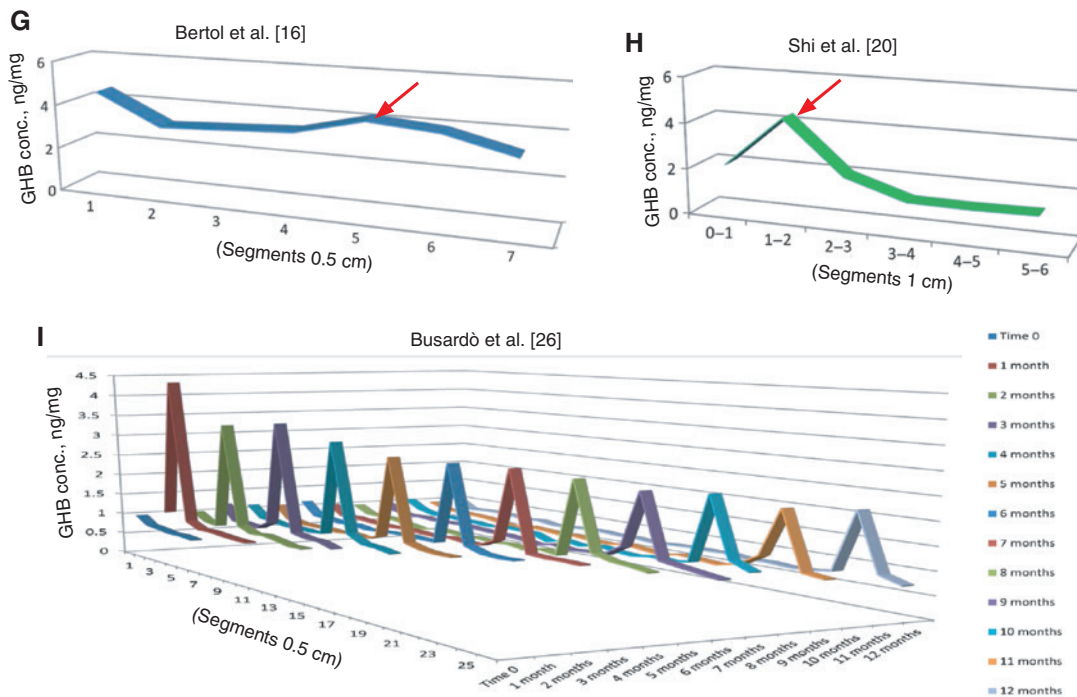 G
Bertol et al. [16]
GHB conc., ng/mg
6
4
2
0
1
2
3
4
5
6
7
(Segments 0.5 cm)
H
Shi et al. [20]
GHB conc., ng/mg
6
4
2
0
0–1
1–2
2–3
3–4
4–5
5–6
(Segments 1 cm)
I
Busardò et al. [26]
GHB conc., ng/mg
4.5
4
3.5
3
2.5
2
1.5
1
0.5
0
1
3
5
7
9
11
13
15
17
19
21
23
25
(Segments 0.5 cm)
Time 0
1 month
2 months
3 months
4 months
5 months
6 months
7 months
8 months
9 months
10 months
11 months
12 months
Time 0
1 month
2 months
3 months
4 months
5 months
6 months
7 months
8 months
9 months
10 months
11 months
12 months